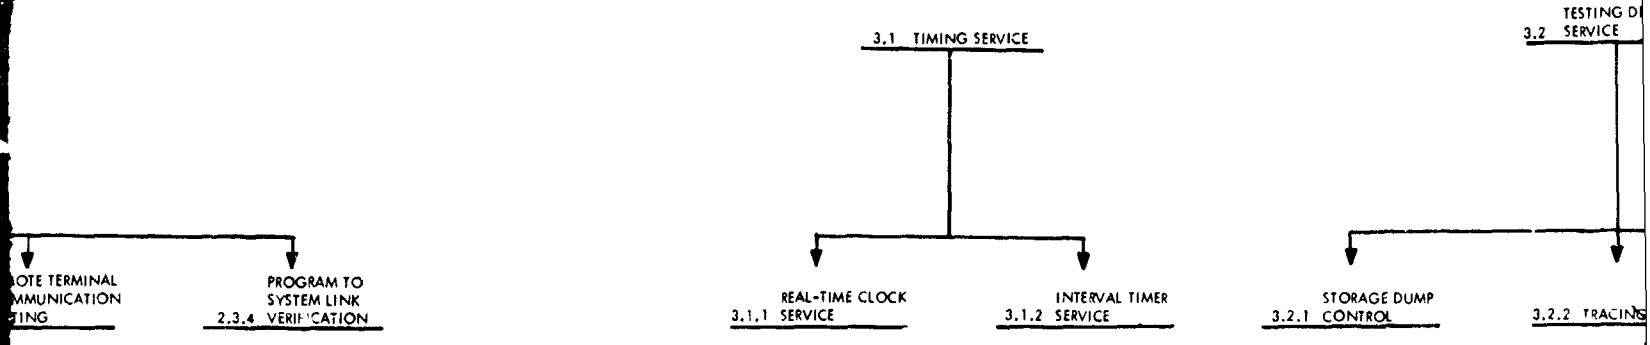 3.1 TIMING SERVICE
TESTING
3.2 SERVICE
TERMINAL
PROGRAM TO
SYSTEM LINK
2.3.4 VERIFICATION
REAL-TIME CLOCK
3.1.1 SERVICE
INTERVAL TIMER
3.1.2 SERVICE
STORAGE DUMP
3.2.1 CONTROL
3.2.2 TRACING